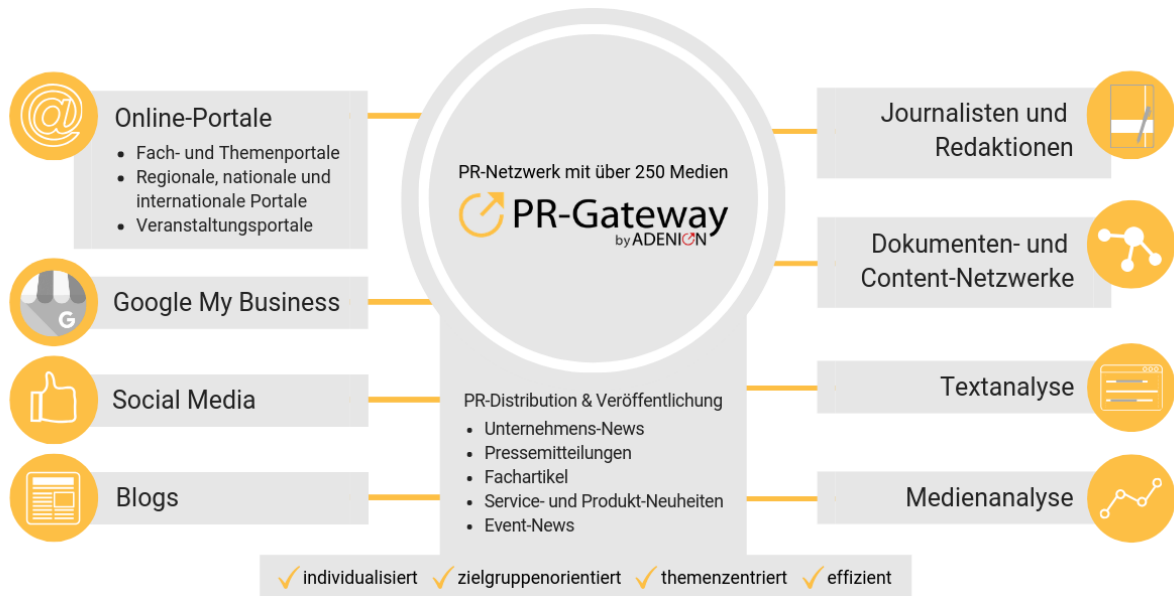 Online-Portale
• Fach- und Themenportale
• Regionale, nationale und
internationale Portale
• Veranstaltungsportale
Google My Business
G
Social Media
Blogs
PR-Netzwerk mit über 250 Medien
PR-Gateway
by ADENION
PR-Distribution & Veröffentlichung
• Unternehmens-News
• Pressemitteilungen
• Fachartikel
• Service- und Produkt-Neuheiten
• Event-News
Journalisten und
Redaktionen
Dokumenten- und
Content-Netzwerke
Textanalyse
Medienanalyse
✓ individualisiert ✓ zielgruppenorientiert ✓ themenzentriert ✓ effizient